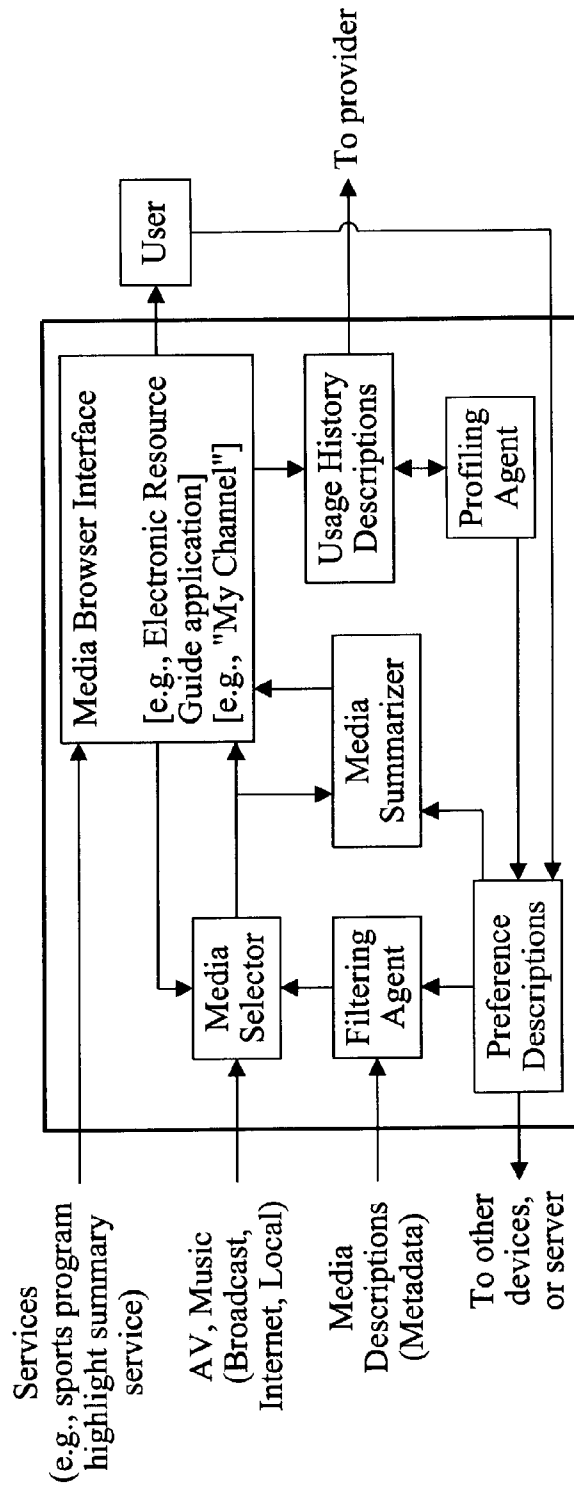 Services
(e.g., sports program
highlight summary
service)
AV, Music
(Broadcast,
Internet, Local)
Media
Descriptions
(Metadata)
To other
devices,
or server
Media Browser Interface
[e.g., Electronic Resource
Guide application]
[e.g., "My Channel"]
Media
Selector
Filtering
Agent
Preference
Descriptions
Media
Summarizer
Usage History
Descriptions
Profiling
Agent
User
To provider